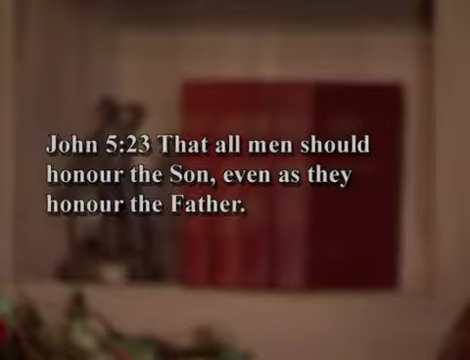 John 5:23 That all men should
honour the Son, even as they
honour the Father.